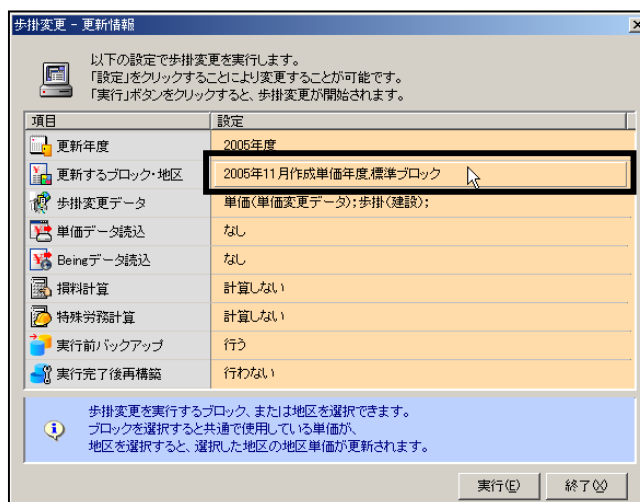 歩掛変更 - 更新情報
以下の設定で歩掛変更を実行します。
「設定」をクリックすることにより変更することが可能です。
「実行」ボタンをクリックすると、歩掛変更が開始されます。
項目 設定
更新年度 2005年度
更新するブロック・地区 2005年11月作成単価年度,標準ブロック
歩掛変更データ 単価(単価変更データ);歩掛(建設);
単価データ読込 なし
Beingデータ読込 なし
損料計算 計算しない
特殊労務計算 計算しない
実行前バックアップ 行う
実行完了後再構築 行わない
歩掛変更を実行するブロック、または地区を選択できます。
ブロックを選択すると共通で使用している単価が、
地区を選択すると、選択した地区の地区単価が更新されます。
実行(E) 終了(X)